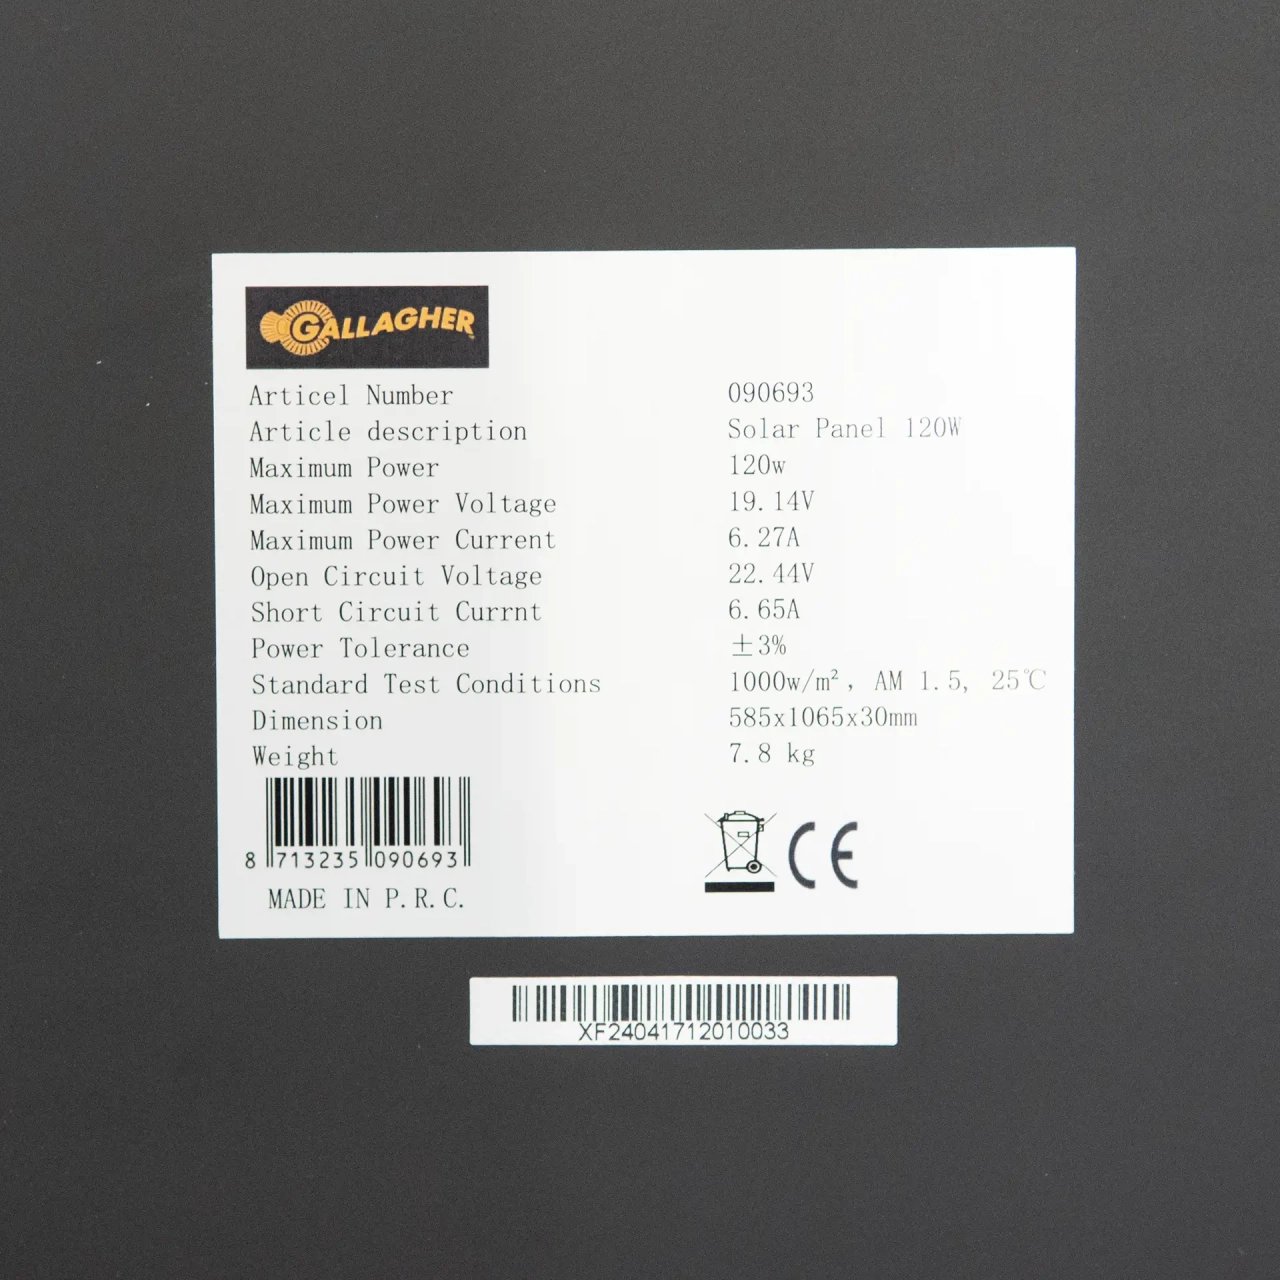 GALLAGHER
Articel Number 090693
Article description Solar Panel 120W
Maximum Power 120w
Maximum Power Voltage 19.14V
Maximum Power Current 6.27A
Open Circuit Voltage 22.44V
Short Circuit Currnt 6.65A
Power Tolerance ±3%
Standard Test Conditions 1000w/m², AM 1.5, 25℃
Dimension 585x1065x30mm
Weight 7.8 kg
8 713235 090693
MADE IN P.R.C.
CE
XF24041712010033